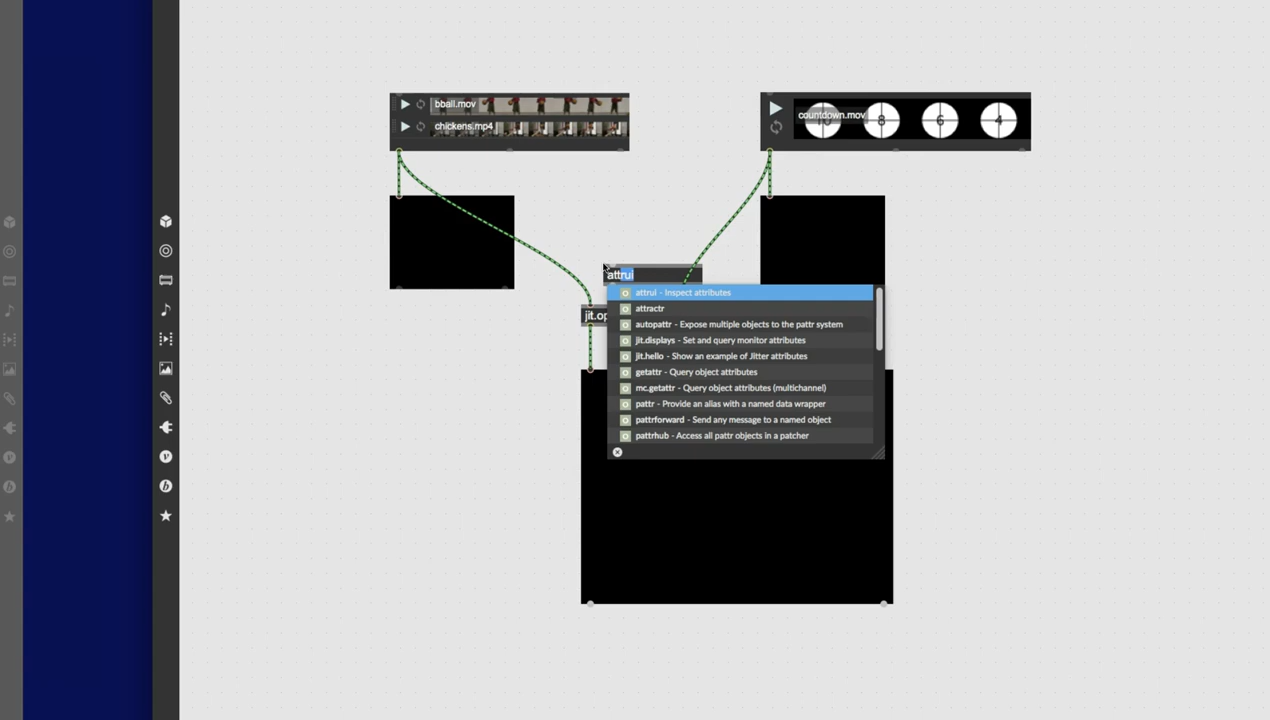 bball.mov
chickens.mp4
countdown.mov
8
6
4
attrui
jit.op
attrui - Inspect attributes
attractr
autopattr - Expose multiple objects to the pattr system
jit.displays - Set and query monitor attributes
jit.hello - Show an example of Jitter attributes
getattr - Query object attributes
mc.getattr - Query object attributes (multichannel)
pattr - Provide an alias with a named data wrapper
pattrforward - Send any message to a named object
pattrhub - Access all pattr objects in a patcher